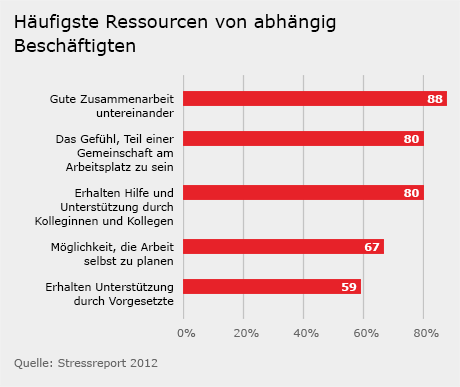 Häufigste Ressourcen von abhängig
Beschäftigten
Gute Zusammenarbeit
untereinander
88
Das Gefühl, Teil einer
Gemeinschaft am
Arbeitsplatz zu sein
80
Erhalten Hilfe und
Unterstützung durch
Kolleginnen und Kollegen
80
Möglichkeit, die Arbeit
selbst zu planen
67
Erhalten Unterstützung
durch Vorgesetzte
59
0% 20% 40% 60% 80%
Quelle: Stressreport 2012